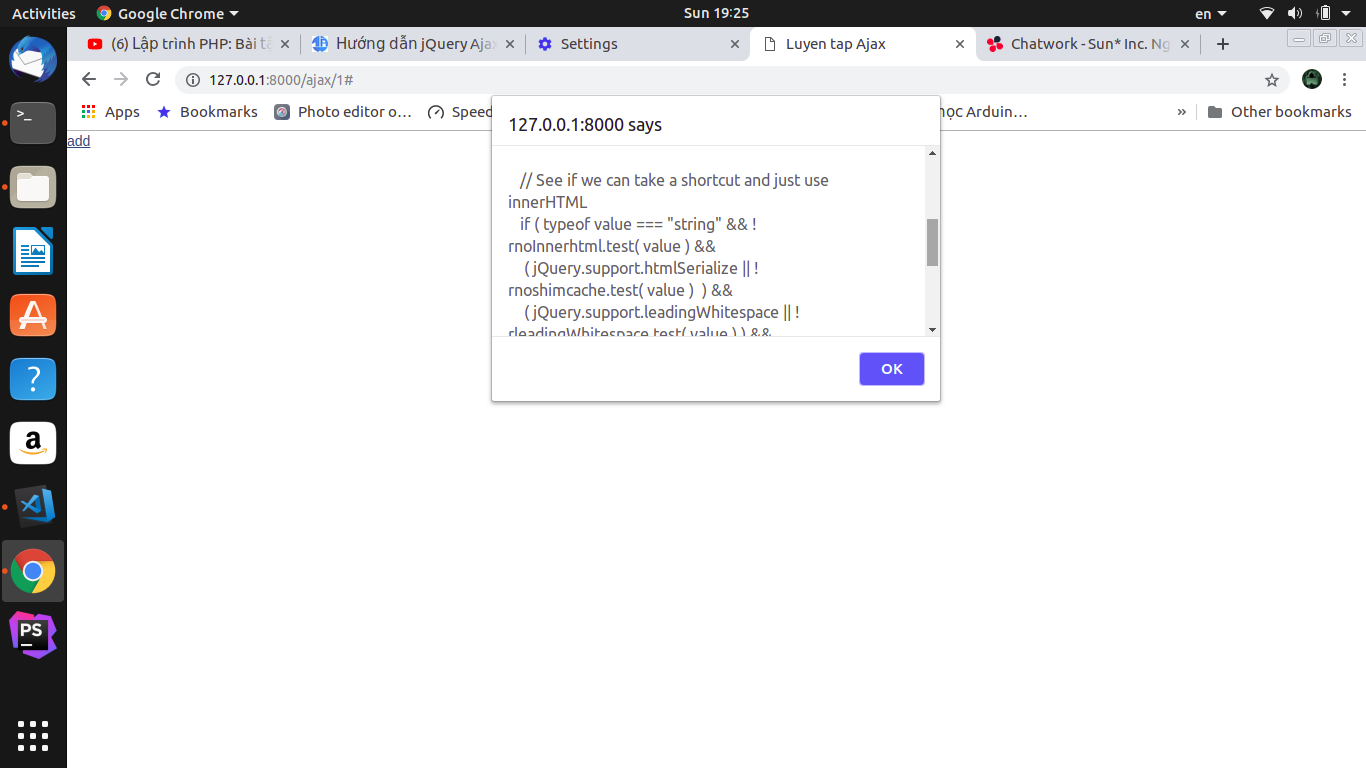 Activities
Google Chrome
Sun 19:25
en
(6) Lập trình PHP: Bài tậ
Hướng dẫn jQuery Ajax
Settings
Luyen tap Ajax
Chatwork - Sun* Inc. Ng
127.0.0.1:8000/ajax/1#
Apps
Bookmarks
Photo editor o…
Speed
học Arduin…
»
Other bookmarks
add
127.0.0.1:8000 says
// See if we can take a shortcut and just use
innerHTML
if ( typeof value === "string" && !
rnoInnerhtml.test( value ) &&
( jQuery.support.htmlSerialize || !
rnoshimcache.test( value )  ) &&
( jQuery.support.leadingWhitespace || !
rleadingWhitespace.test( value ) ) &&
OK
>_
?
a
PS